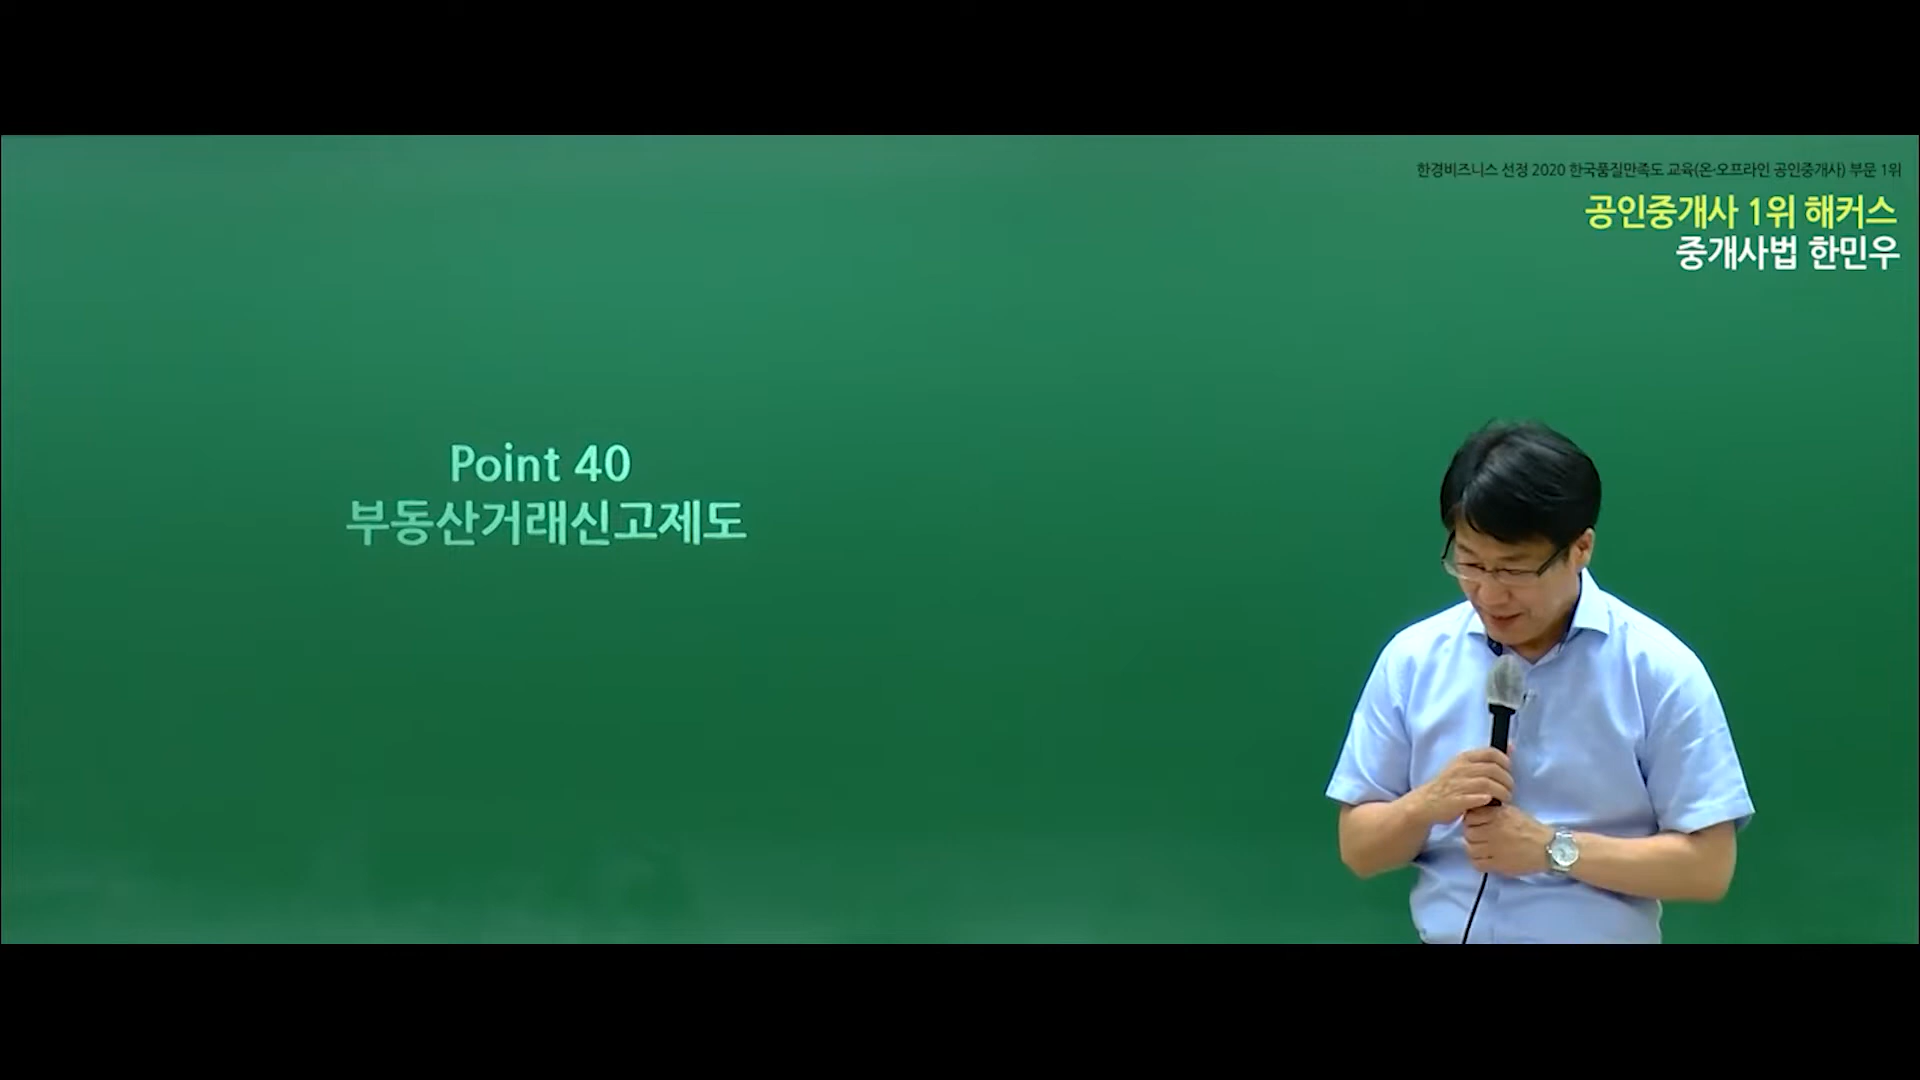 한경비즈니스 선정 2020 한국품질만족도 교육(온·오프라인 공인중개사) 부문 1위
공인중개사 1위 해커스
중개사법 한민우
Point 40
부동산거래신고제도